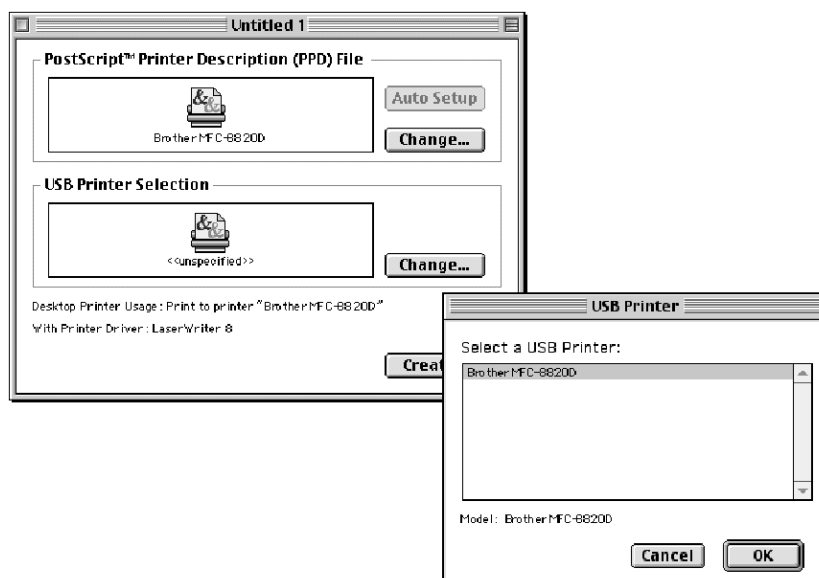 Untitled 1
PostScript™ Printer Description (PPD) File
Brother MFC-8820D
Auto Setup
Change...
USB Printer Selection
<<unspecified>>
Change...
Desktop Printer Usage: Print to printer "Brother MFC-8820D"
With Printer Driver: LaserWriter 8
Creat
USB Printer
Select a USB Printer:
Brother MFC-8820D
Model: Brother MFC-8820D
Cancel
OK